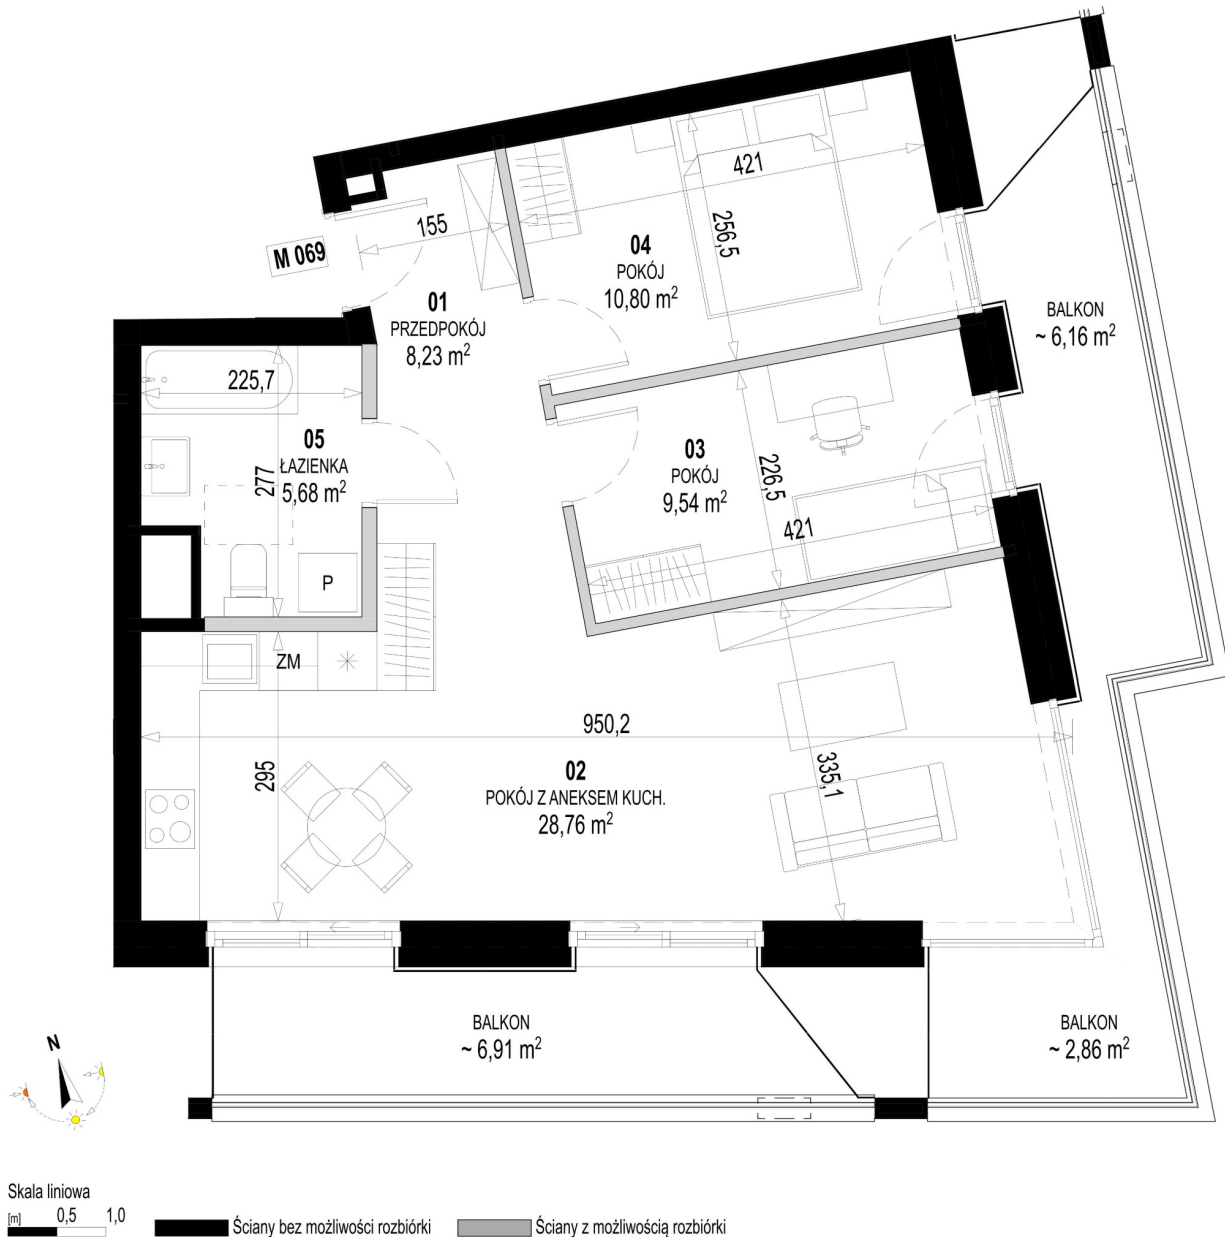 M 069
155
421
256,5
04
POKÓJ
10,80 m²
01
PRZEDPOKÓJ
8,23 m²
BALKON
~ 6,16 m²
225,7
05
ŁAZIENKA
5,68 m²
277
P
03
POKÓJ
9,54 m²
226,5
421
ZM
950,2
295
02
POKÓJ Z ANEKSEM KUCH.
28,76 m²
335,1
BALKON
~ 6,91 m²
BALKON
~ 2,86 m²
N
Skala liniowa
[m] 0,5 1,0
Ściany bez możliwości rozbiórki
Ściany z możliwością rozbiórki